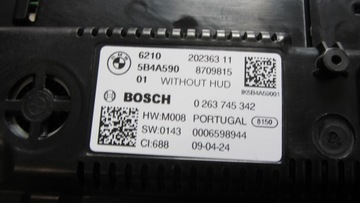 6210 202363 11
5B4A590 8709815
01 WITHOUT HUD
IK5B4A59001
BOSCH 0 263 745 342
HW:M008 PORTUGAL 8150
SW:0143 0006598944
CI:688 09-04-24